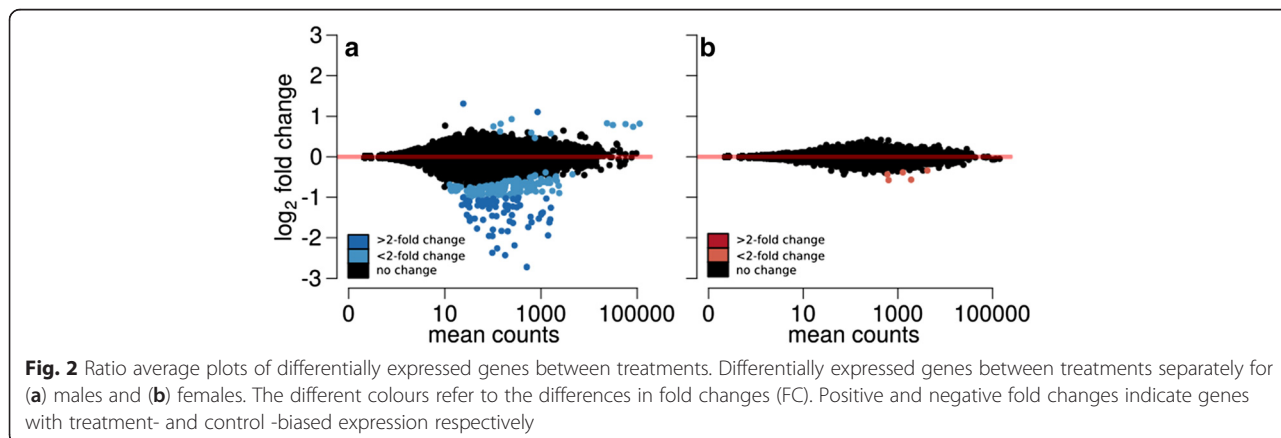 a
b
3
2
1
0
-1
-2
-3
log2 fold change
>2-fold change
<2-fold change
no change
>2-fold change
<2-fold change
no change
0
10
1000
100000
0
10
1000
100000
mean counts
mean counts
Fig. 2 Ratio average plots of differentially expressed genes between treatments. Differentially expressed genes between treatments separately for
(a) males and (b) females. The different colours refer to the differences in fold changes (FC). Positive and negative fold changes indicate genes
with treatment- and control -biased expression respectively